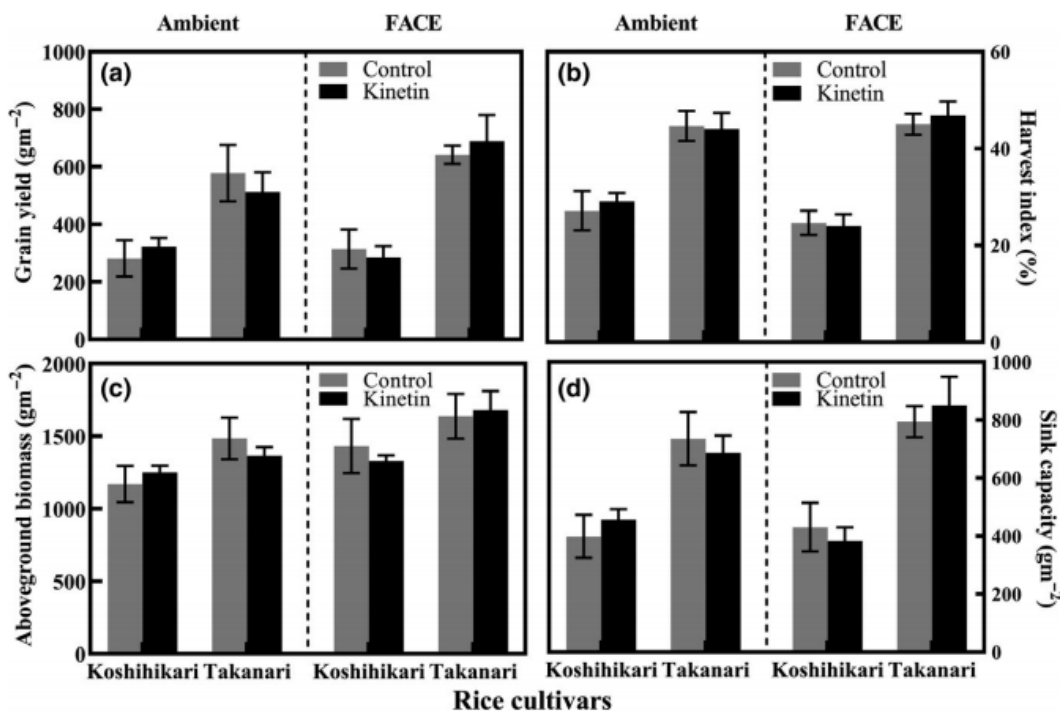 Ambient FACE Ambient FACE
1000
800
600
400
200
0
Grain yield (gm⁻²)
(a)
Control
Kinetin
(b)
Control
Kinetin
60
40
20
0
Harvest index (%)
2000
1500
1000
500
0
Aboveground biomass (gm⁻²)
(c)
Control
Kinetin
(d)
Control
Kinetin
1000
800
600
400
200
0
Sink capacity (gm⁻²)
Koshihikari Takanari Koshihikari Takanari Koshihikari Takanari Koshihikari Takanari
Rice cultivars